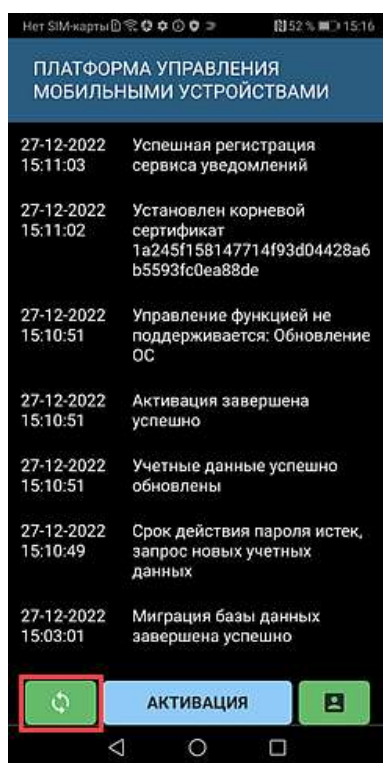 Нет SIM-карты 52 % 15:16
ПЛАТФОРМА УПРАВЛЕНИЯ
МОБИЛЬНЫМИ УСТРОЙСТВАМИ
27-12-2022 Успешная регистрация
15:11:03 сервиса уведомлений
27-12-2022 Установлен корневой
15:11:02 сертификат
1a245f158147714f93d04428a6
b5593fc0ea88de
27-12-2022 Управление функцией не
15:10:51 поддерживается: Обновление
ОС
27-12-2022 Активация завершена
15:10:51 успешно
27-12-2022 Учетные данные успешно
15:10:51 обновлены
27-12-2022 Срок действия пароля истек,
15:10:49 запрос новых учетных
данных
27-12-2022 Миграция базы данных
15:03:01 завершена успешно
АКТИВАЦИЯ